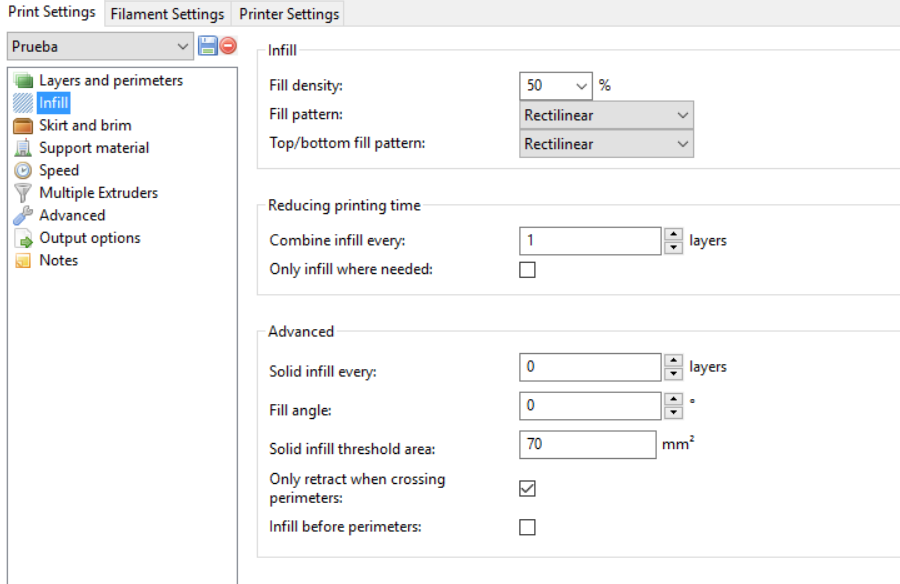 Print Settings Filament Settings Printer Settings
Prueba
Layers and perimeters
Infill
Skirt and brim
Support material
Speed
Multiple Extruders
Advanced
Output options
Notes
Infill
Fill density: 50 %
Fill pattern: Rectilinear
Top/bottom fill pattern: Rectilinear
Reducing printing time
Combine infill every: 1 layers
Only infill where needed:
Advanced
Solid infill every: 0 layers
Fill angle: 0 °
Solid infill threshold area: 70 mm²
Only retract when crossing
perimeters:
Infill before perimeters: